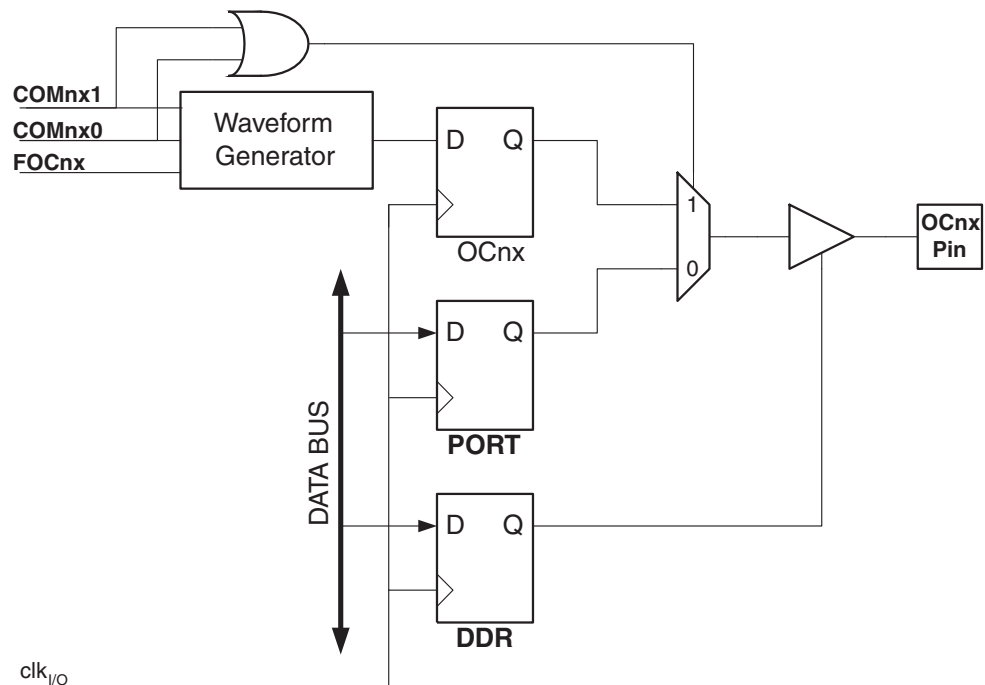 COMnx1
COMnx0
FOCnx
Waveform
Generator
D Q
OCnx
1
0
OCnx
Pin
D Q
PORT
DATA BUS
D Q
DDR
clkI/O